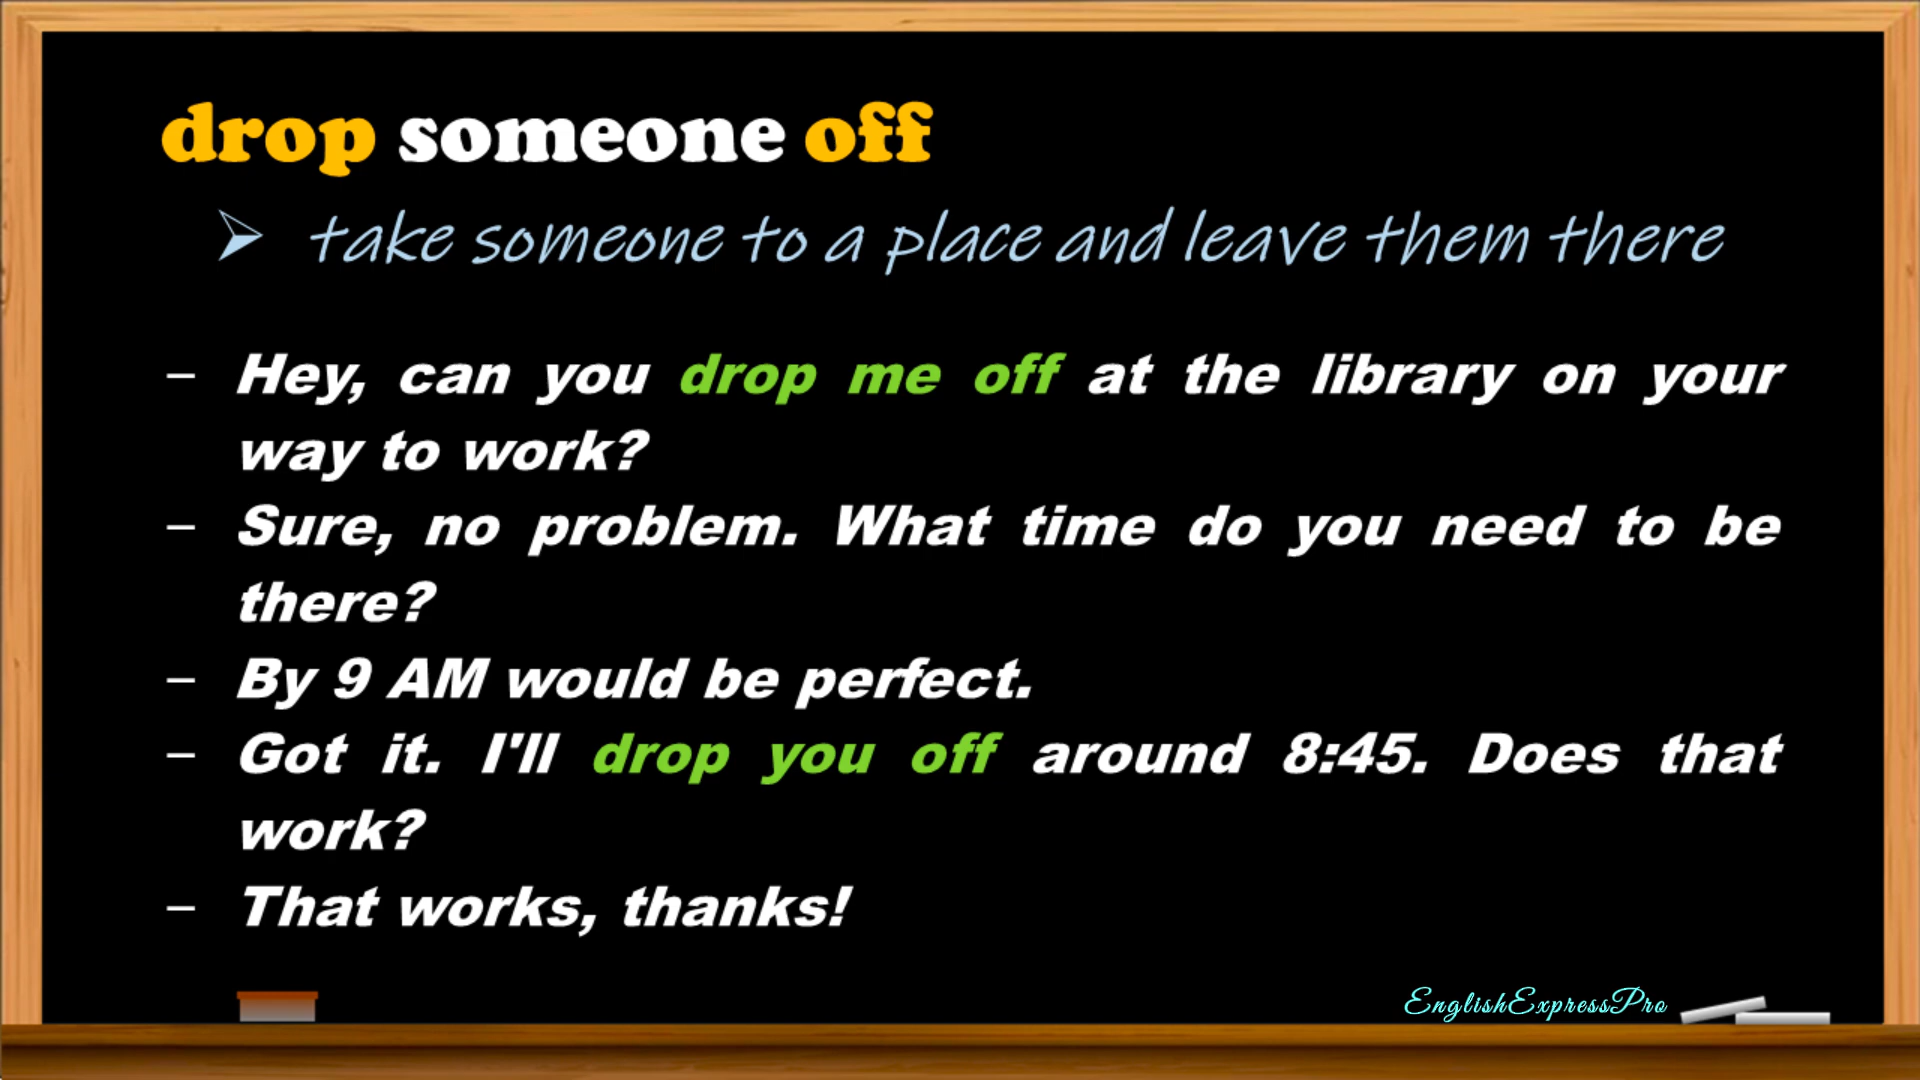 drop someone off
➢ take someone to a place and leave them there
– Hey, can you drop me off at the library on your
way to work?
– Sure, no problem. What time do you need to be
there?
– By 9 AM would be perfect.
– Got it. I'll drop you off around 8:45. Does that
work?
– That works, thanks!
EnglishExpressPro